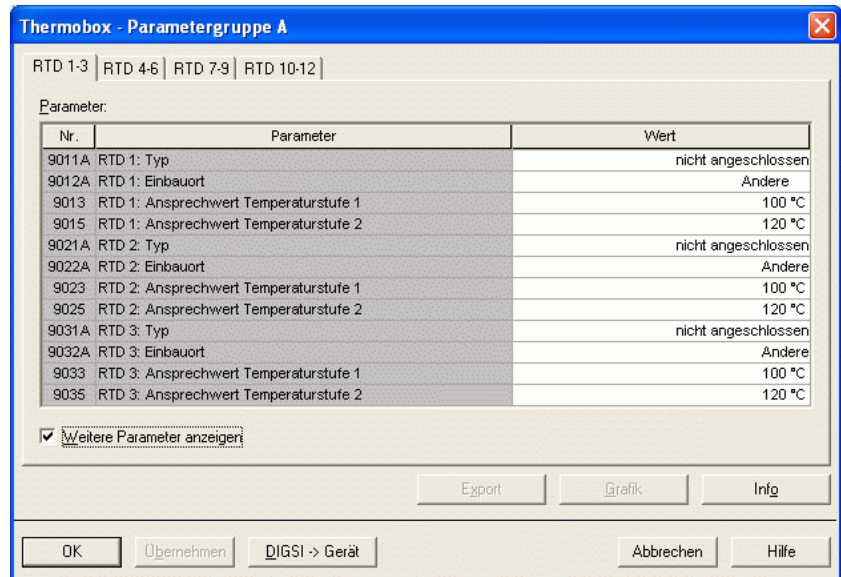 Thermobox - Parametergruppe A
RTD 1-3 RTD 4-6 RTD 7-9 RTD 10-12
Parameter:
Nr. Parameter Wert
9011A RTD 1: Typ nicht angeschlossen
9012A RTD 1: Einbauort Andere
9013 RTD 1: Ansprechwert Temperaturstufe 1 100 °C
9015 RTD 1: Ansprechwert Temperaturstufe 2 120 °C
9021A RTD 2: Typ nicht angeschlossen
9022A RTD 2: Einbauort Andere
9023 RTD 2: Ansprechwert Temperaturstufe 1 100 °C
9025 RTD 2: Ansprechwert Temperaturstufe 2 120 °C
9031A RTD 3: Typ nicht angeschlossen
9032A RTD 3: Einbauort Andere
9033 RTD 3: Ansprechwert Temperaturstufe 1 100 °C
9035 RTD 3: Ansprechwert Temperaturstufe 2 120 °C
Weitere Parameter anzeigen
Export Grafik Info
OK Übernehmen DIGSI -> Gerät Abbrechen Hilfe